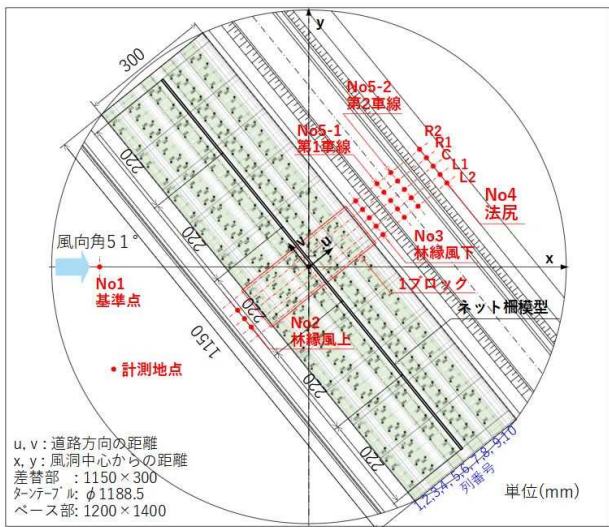 y
300
No5-2
第2車線
No5-1
第1車線
R2
R1
C
L1
L2
No4
法尻
220
220
風向角51°
v
u
x
No3
林縁風下
No1
基準点
220
1ブロック
ネット柵模型
No2
林縁風上
1150
計測地点
220
220
u, v : 道路方向の距離
x, y : 風洞中心からの距離
差替部 : 1150×300
ターンテーブル: φ1188.5
ベース部: 1200×1400
1,2,3,4, 5,6,7,8, 9,10
列番号
単位(mm)